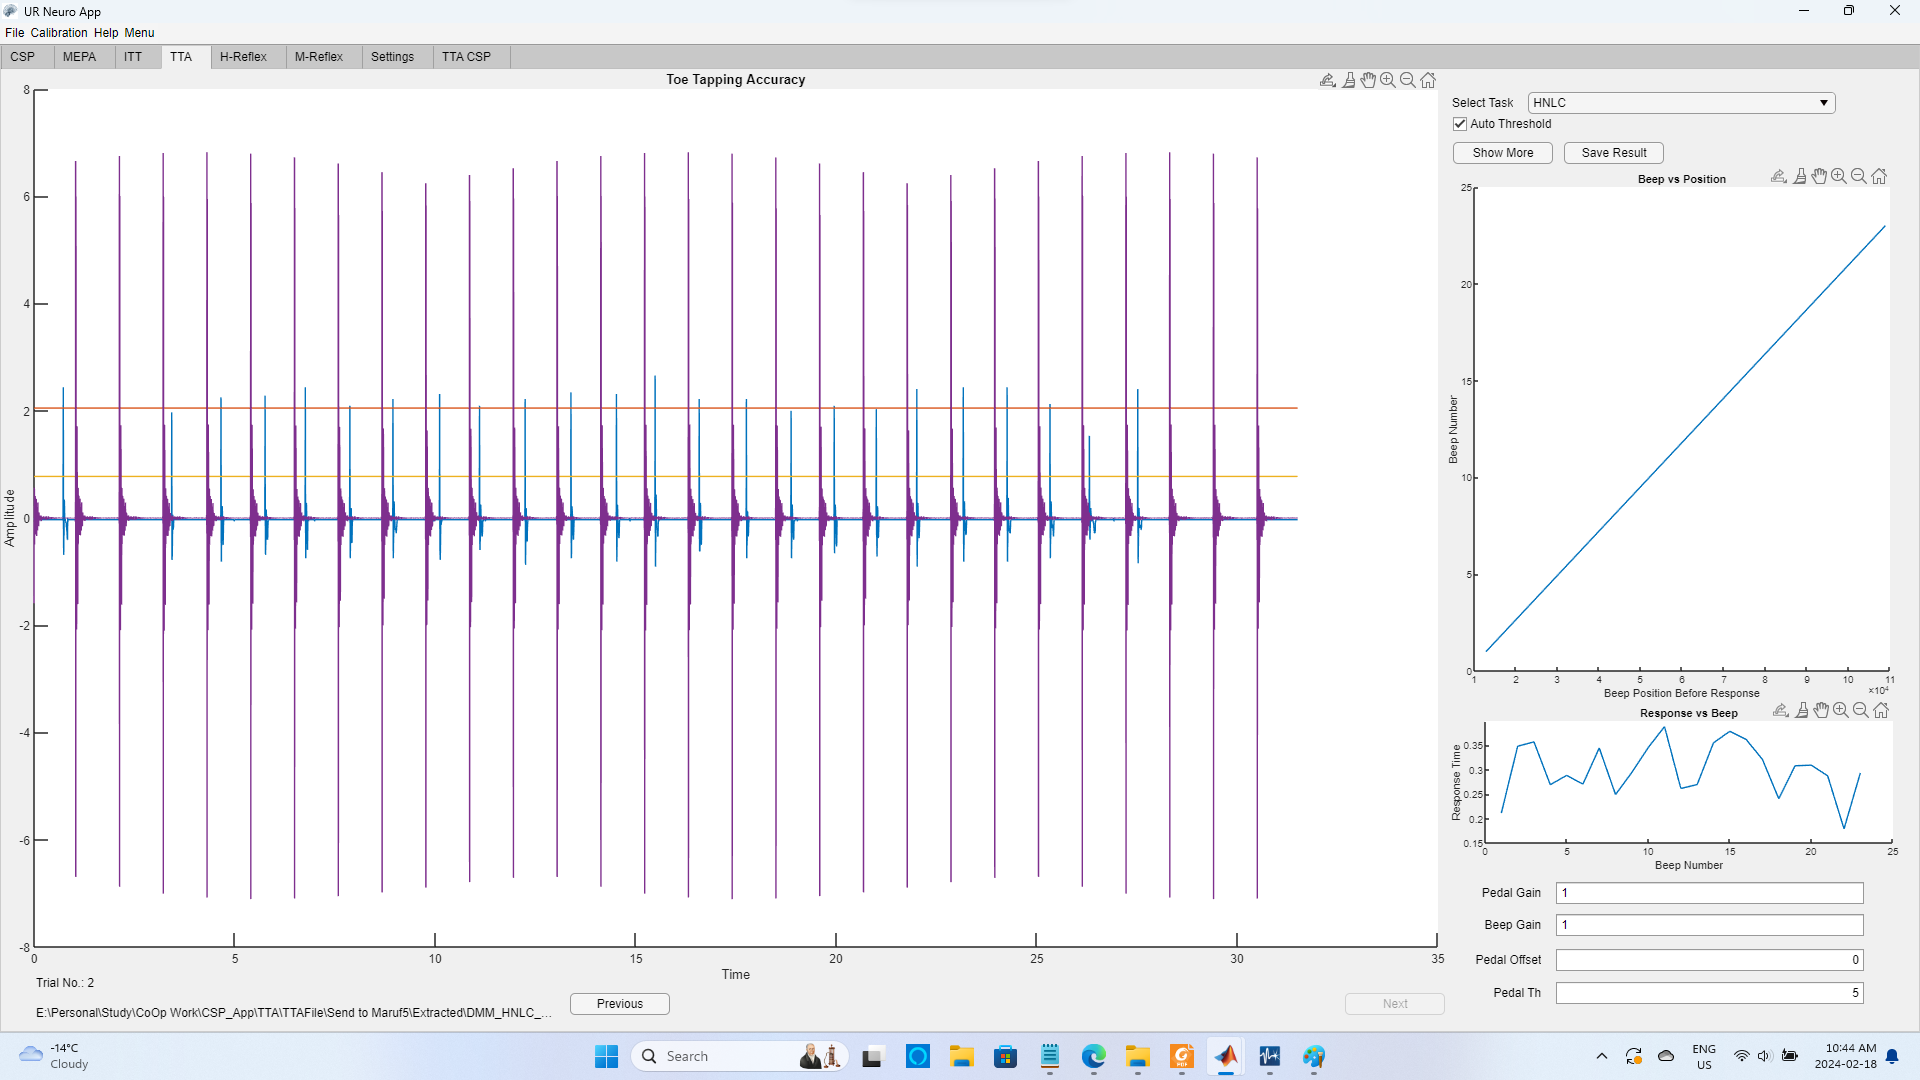 UR Neuro App
File Calibration Help Menu
CSP MEPA ITT TTA H-Reflex M-Reflex Settings TTA CSP
Toe Tapping Accuracy
8
6
4
2
0
-2
-4
-6
-8
Amplitude
0 5 10 15 20 25 30 35
Time
Trial No.: 2
E:\Personal\Study\CoOp Work\CSP_App\TTA\TTAFile\Send to Maruf5\Extracted\DMM_HNLC_...
Previous
Next
Select Task HNLC
Auto Threshold
Show More Save Result
Beep vs Position
25
20
15
10
5
0
Beep Number
1 2 3 4 5 6 7 8 9 10 11
×10⁴
Beep Position Before Response
Response vs Beep
0.35
0.3
0.25
0.2
0.15
Response Time
0 5 10 15 20 25
Beep Number
Pedal Gain 1
Beep Gain 1
Pedal Offset 0
Pedal Th 5
-14°C
Cloudy
Search
PDF
ENG
US
10:44 AM
2024-02-18